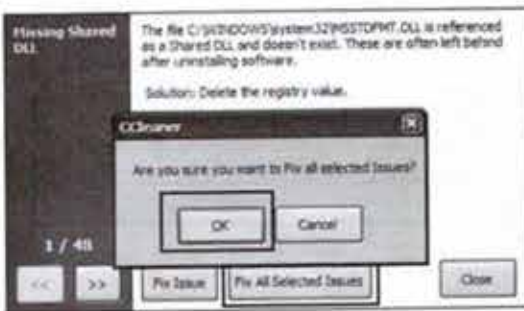 Missing Shared
DLL
The file C:\WINDOWS\system32\MSSTDFMT.DLL is referenced
as a Shared DLL and doesn't exist. These are often left behind
after uninstalling software.
Solution: Delete the registry value.
CCleaner
Are you sure you want to Fix all selected Issues?
OK
Cancel
1 / 48
<<
>>
Fix Issue
Fix All Selected Issues
Close